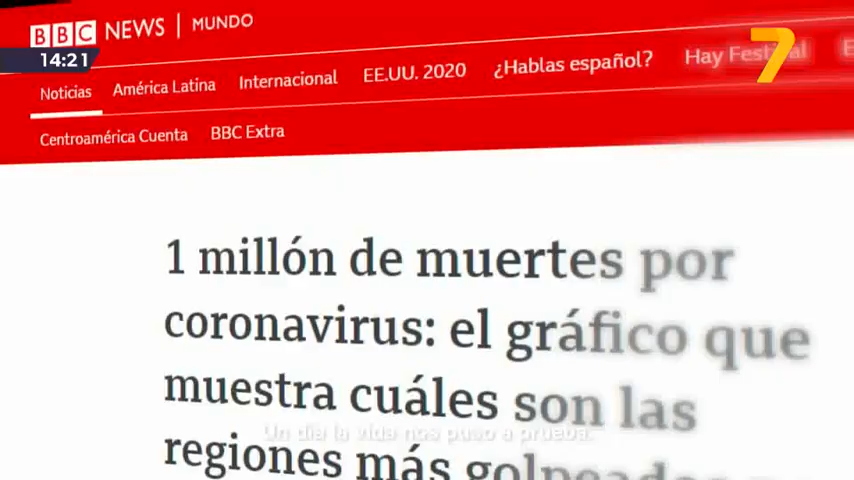 BBC NEWS | MUNDO
14:21
7
Noticias América Latina Internacional EE.UU. 2020 ¿Hablas español? Hay Festival
Centroamérica Cuenta BBC Extra
1 millón de muertes por
coronavirus: el gráfico que
muestra cuáles son las
Un día la vida nos puso a prueba.
regiones más golpeadas